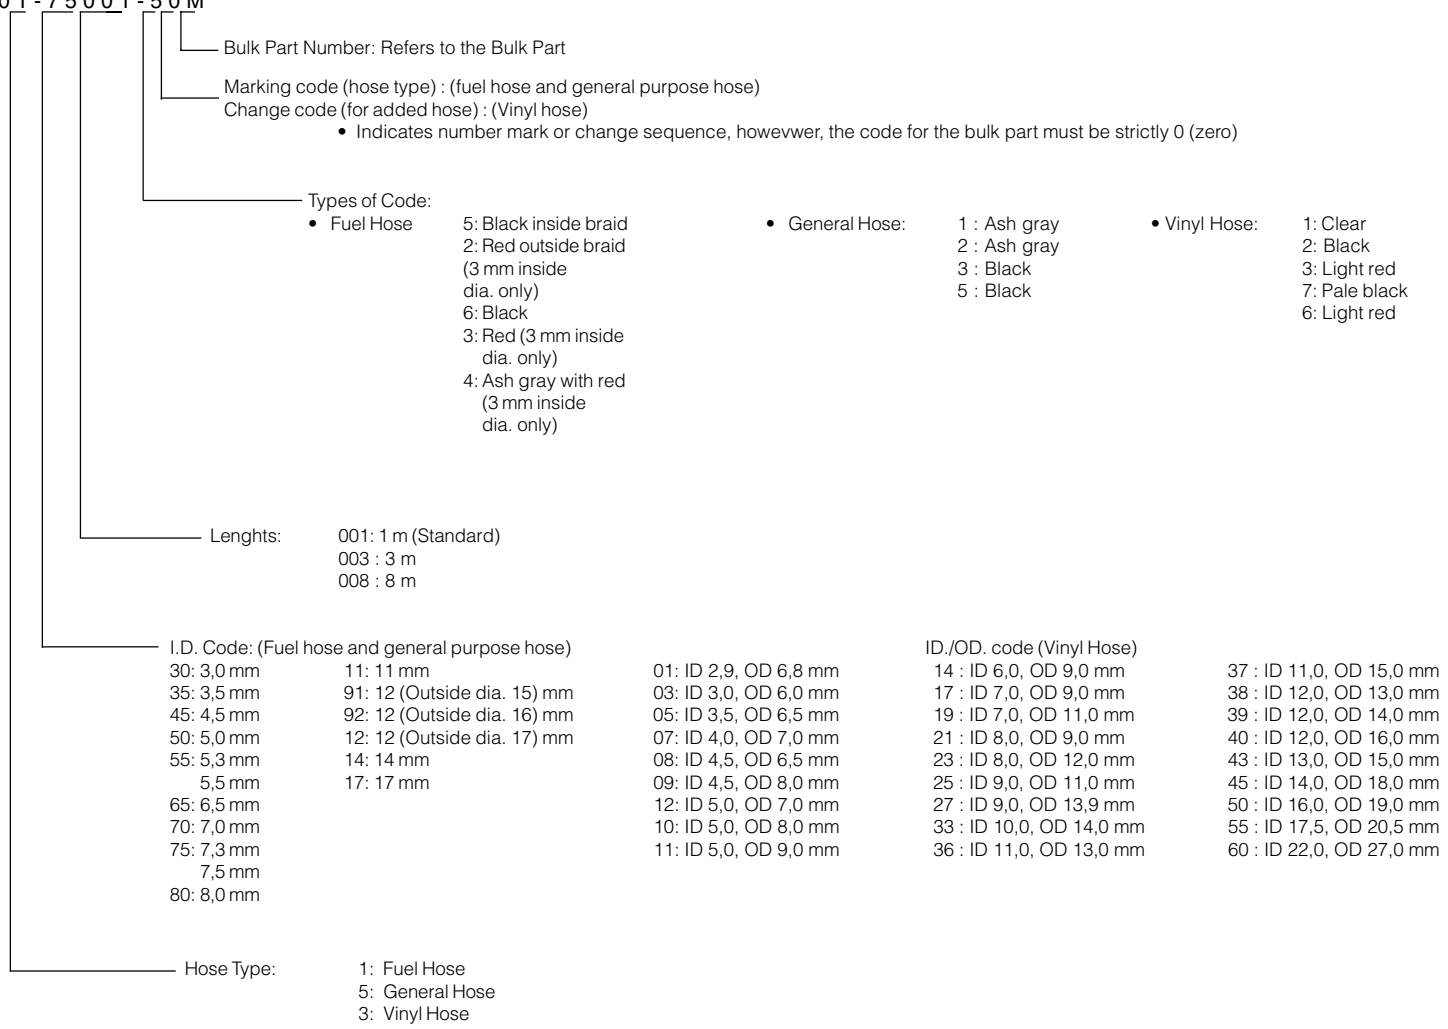 01-75001-50M
Bulk Part Number: Refers to the Bulk Part
Marking code (hose type) : (fuel hose and general purpose hose)
Change code (for added hose) : (Vinyl hose)
• Indicates number mark or change sequence, howevwer, the code for the bulk part must be strictly 0 (zero)
Types of Code:
• Fuel Hose
5: Black inside braid
2: Red outside braid
(3 mm inside
dia. only)
6: Black
3: Red (3 mm inside
dia. only)
4: Ash gray with red
(3 mm inside
dia. only)
• General Hose:
1 : Ash gray
2 : Ash gray
3 : Black
5 : Black
• Vinyl Hose:
1: Clear
2: Black
3: Light red
7: Pale black
6: Light red
Lenghts:
001: 1 m (Standard)
003 : 3 m
008 : 8 m
I.D. Code: (Fuel hose and general purpose hose)
30: 3,0 mm
35: 3,5 mm
45: 4,5 mm
50: 5,0 mm
55: 5,3 mm
5,5 mm
65: 6,5 mm
70: 7,0 mm
75: 7,3 mm
7,5 mm
80: 8,0 mm
11: 11 mm
91: 12 (Outside dia. 15) mm
92: 12 (Outside dia. 16) mm
12: 12 (Outside dia. 17) mm
14: 14 mm
17: 17 mm
ID./OD. code (Vinyl Hose)
01: ID 2,9, OD 6,8 mm
03: ID 3,0, OD 6,0 mm
05: ID 3,5, OD 6,5 mm
07: ID 4,0, OD 7,0 mm
08: ID 4,5, OD 6,5 mm
09: ID 4,5, OD 8,0 mm
12: ID 5,0, OD 7,0 mm
10: ID 5,0, OD 8,0 mm
11: ID 5,0, OD 9,0 mm
14 : ID 6,0, OD 9,0 mm
17 : ID 7,0, OD 9,0 mm
19 : ID 7,0, OD 11,0 mm
21 : ID 8,0, OD 9,0 mm
23 : ID 8,0, OD 12,0 mm
25 : ID 9,0, OD 11,0 mm
27 : ID 9,0, OD 13,9 mm
33 : ID 10,0, OD 14,0 mm
36 : ID 11,0, OD 13,0 mm
37 : ID 11,0, OD 15,0 mm
38 : ID 12,0, OD 13,0 mm
39 : ID 12,0, OD 14,0 mm
40 : ID 12,0, OD 16,0 mm
43 : ID 13,0, OD 15,0 mm
45 : ID 14,0, OD 18,0 mm
50 : ID 16,0, OD 19,0 mm
55 : ID 17,5, OD 20,5 mm
60 : ID 22,0, OD 27,0 mm
Hose Type:
1: Fuel Hose
5: General Hose
3: Vinyl Hose